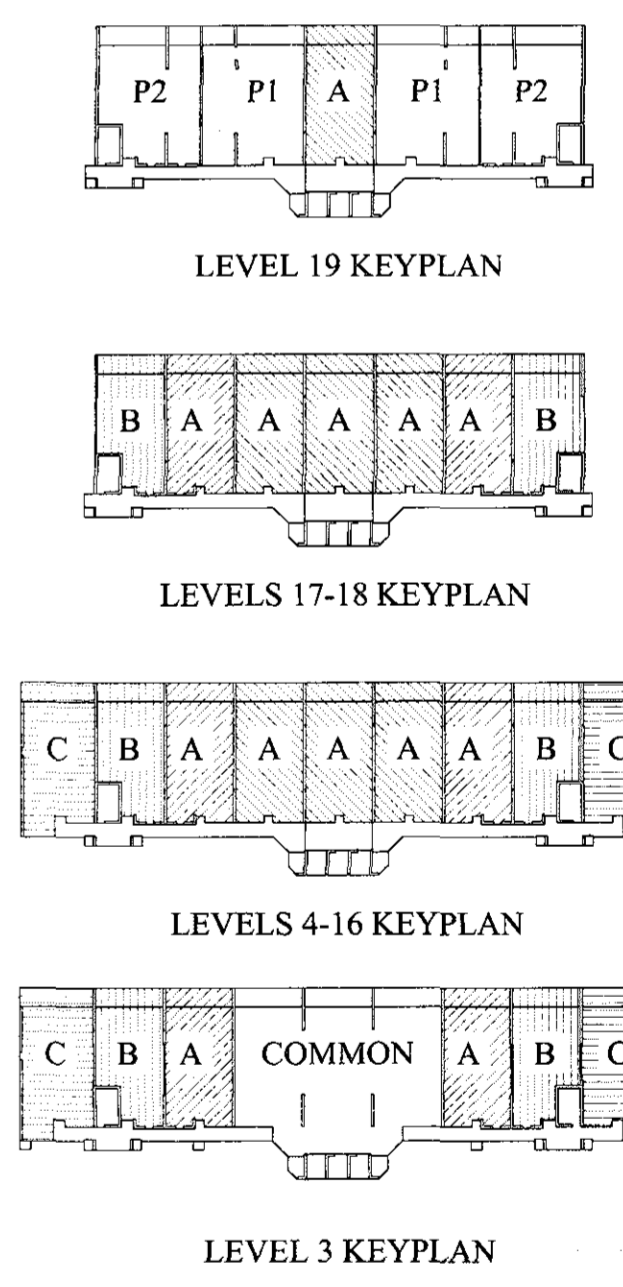 P2 P1 A P1 P2
LEVEL 19 KEYPLAN
B A A A A A B
LEVELS 17-18 KEYPLAN
C B A A A A A B C
LEVELS 4-16 KEYPLAN
C B A COMMON A B C
LEVEL 3 KEYPLAN